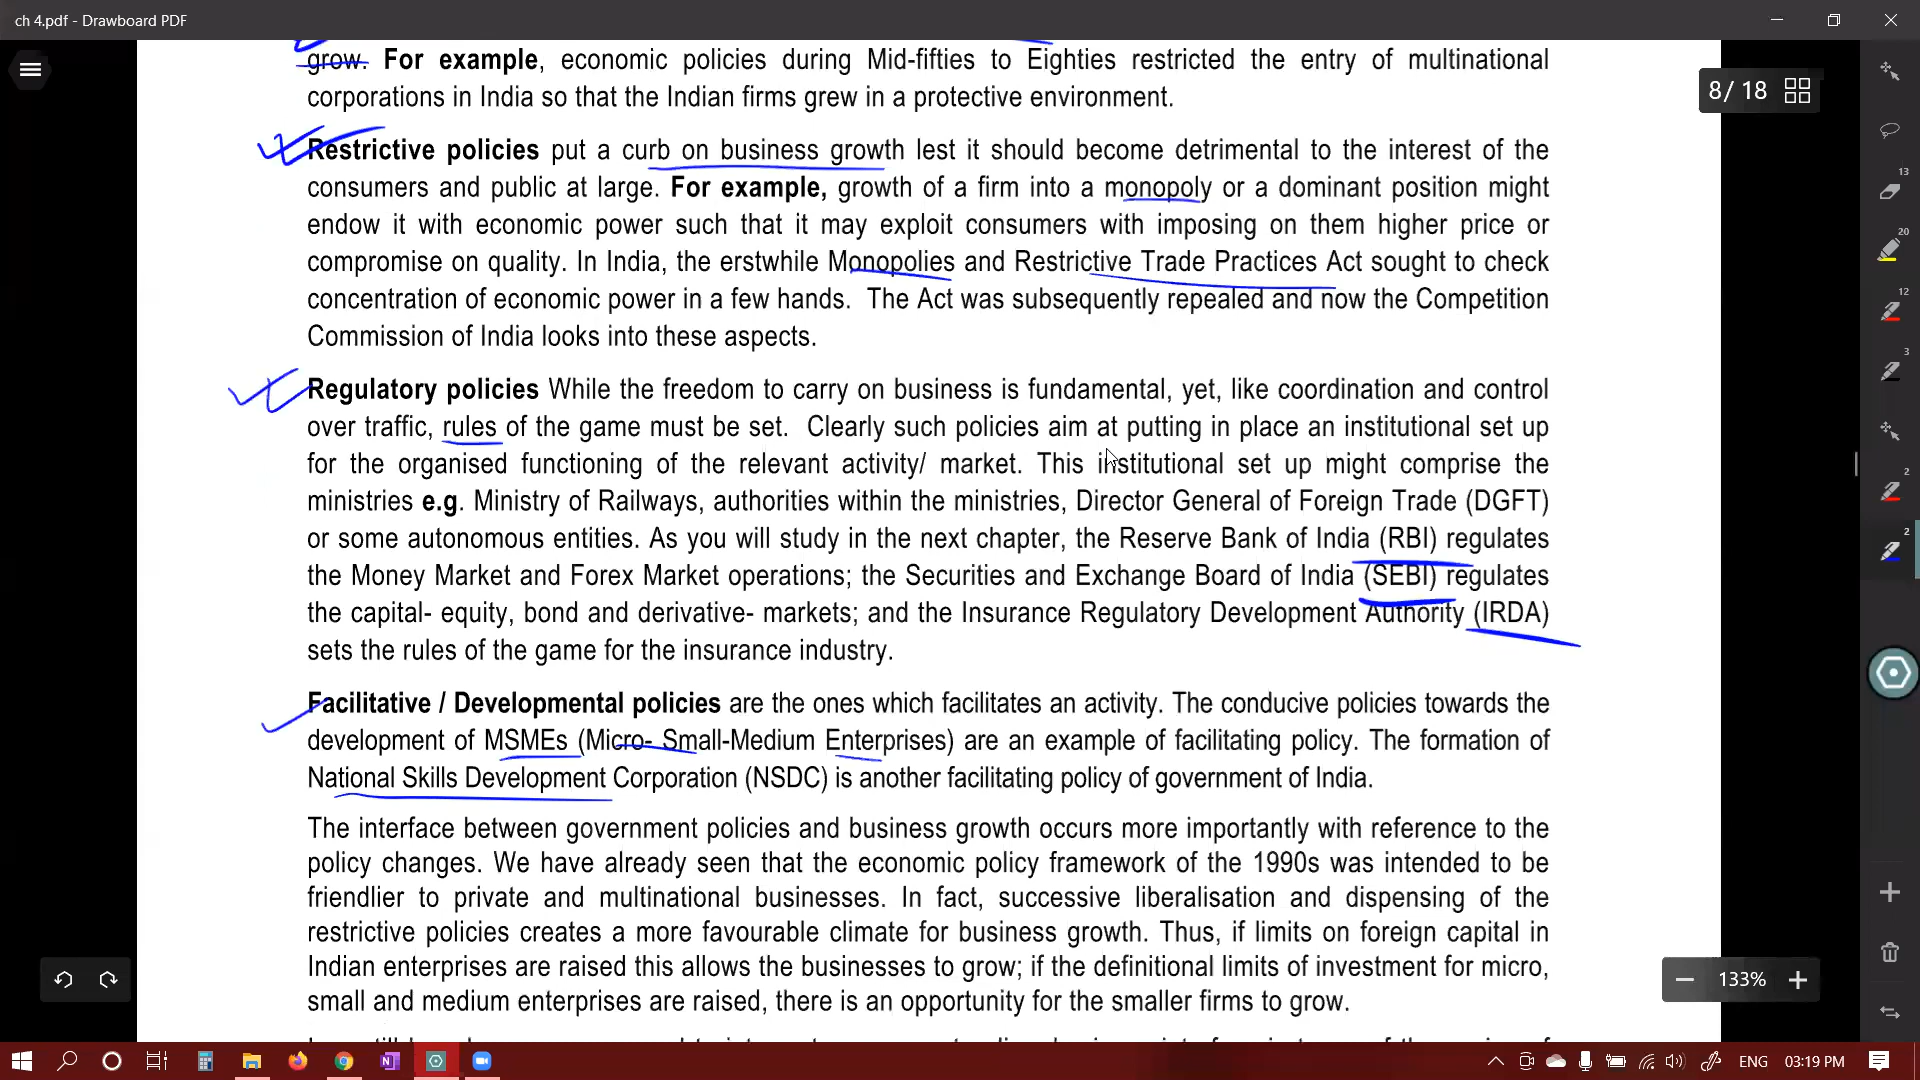 ch 4.pdf - Drawboard PDF
grow. For example, economic policies during Mid-fifties to Eighties restricted the entry of multinational
8/ 18
corporations in India so that the Indian firms grew in a protective environment.
Restrictive policies put a curb on business growth lest it should become detrimental to the interest of the
consumers and public at large. For example, growth of a firm into a monopoly or a dominant position might
endow it with economic power such that it may exploit consumers with imposing on them higher price or
compromise on quality. In India, the erstwhile Monopolies and Restrictive Trade Practices Act sought to check
concentration of economic power in a few hands. The Act was subsequently repealed and now the Competition
Commission of India looks into these aspects.
Regulatory policies While the freedom to carry on business is fundamental, yet, like coordination and control
over traffic, rules of the game must be set. Clearly such policies aim at putting in place an institutional set up
for the organised functioning of the relevant activity/ market. This institutional set up might comprise the
ministries e.g. Ministry of Railways, authorities within the ministries, Director General of Foreign Trade (DGFT)
or some autonomous entities. As you will study in the next chapter, the Reserve Bank of India (RBI) regulates
the Money Market and Forex Market operations; the Securities and Exchange Board of India (SEBI) regulates
the capital- equity, bond and derivative- markets; and the Insurance Regulatory Development Authority (IRDA)
sets the rules of the game for the insurance industry.
Facilitative / Developmental policies are the ones which facilitates an activity. The conducive policies towards the
development of MSMEs (Micro- Small-Medium Enterprises) are an example of facilitating policy. The formation of
National Skills Development Corporation (NSDC) is another facilitating policy of government of India.
The interface between government policies and business growth occurs more importantly with reference to the
policy changes. We have already seen that the economic policy framework of the 1990s was intended to be
friendlier to private and multinational businesses. In fact, successive liberalisation and dispensing of the
restrictive policies creates a more favourable climate for business growth. Thus, if limits on foreign capital in
Indian enterprises are raised this allows the businesses to grow; if the definitional limits of investment for micro,
small and medium enterprises are raised, there is an opportunity for the smaller firms to grow.
133%
13
20
12
3
2
2
ENG
03:19 PM